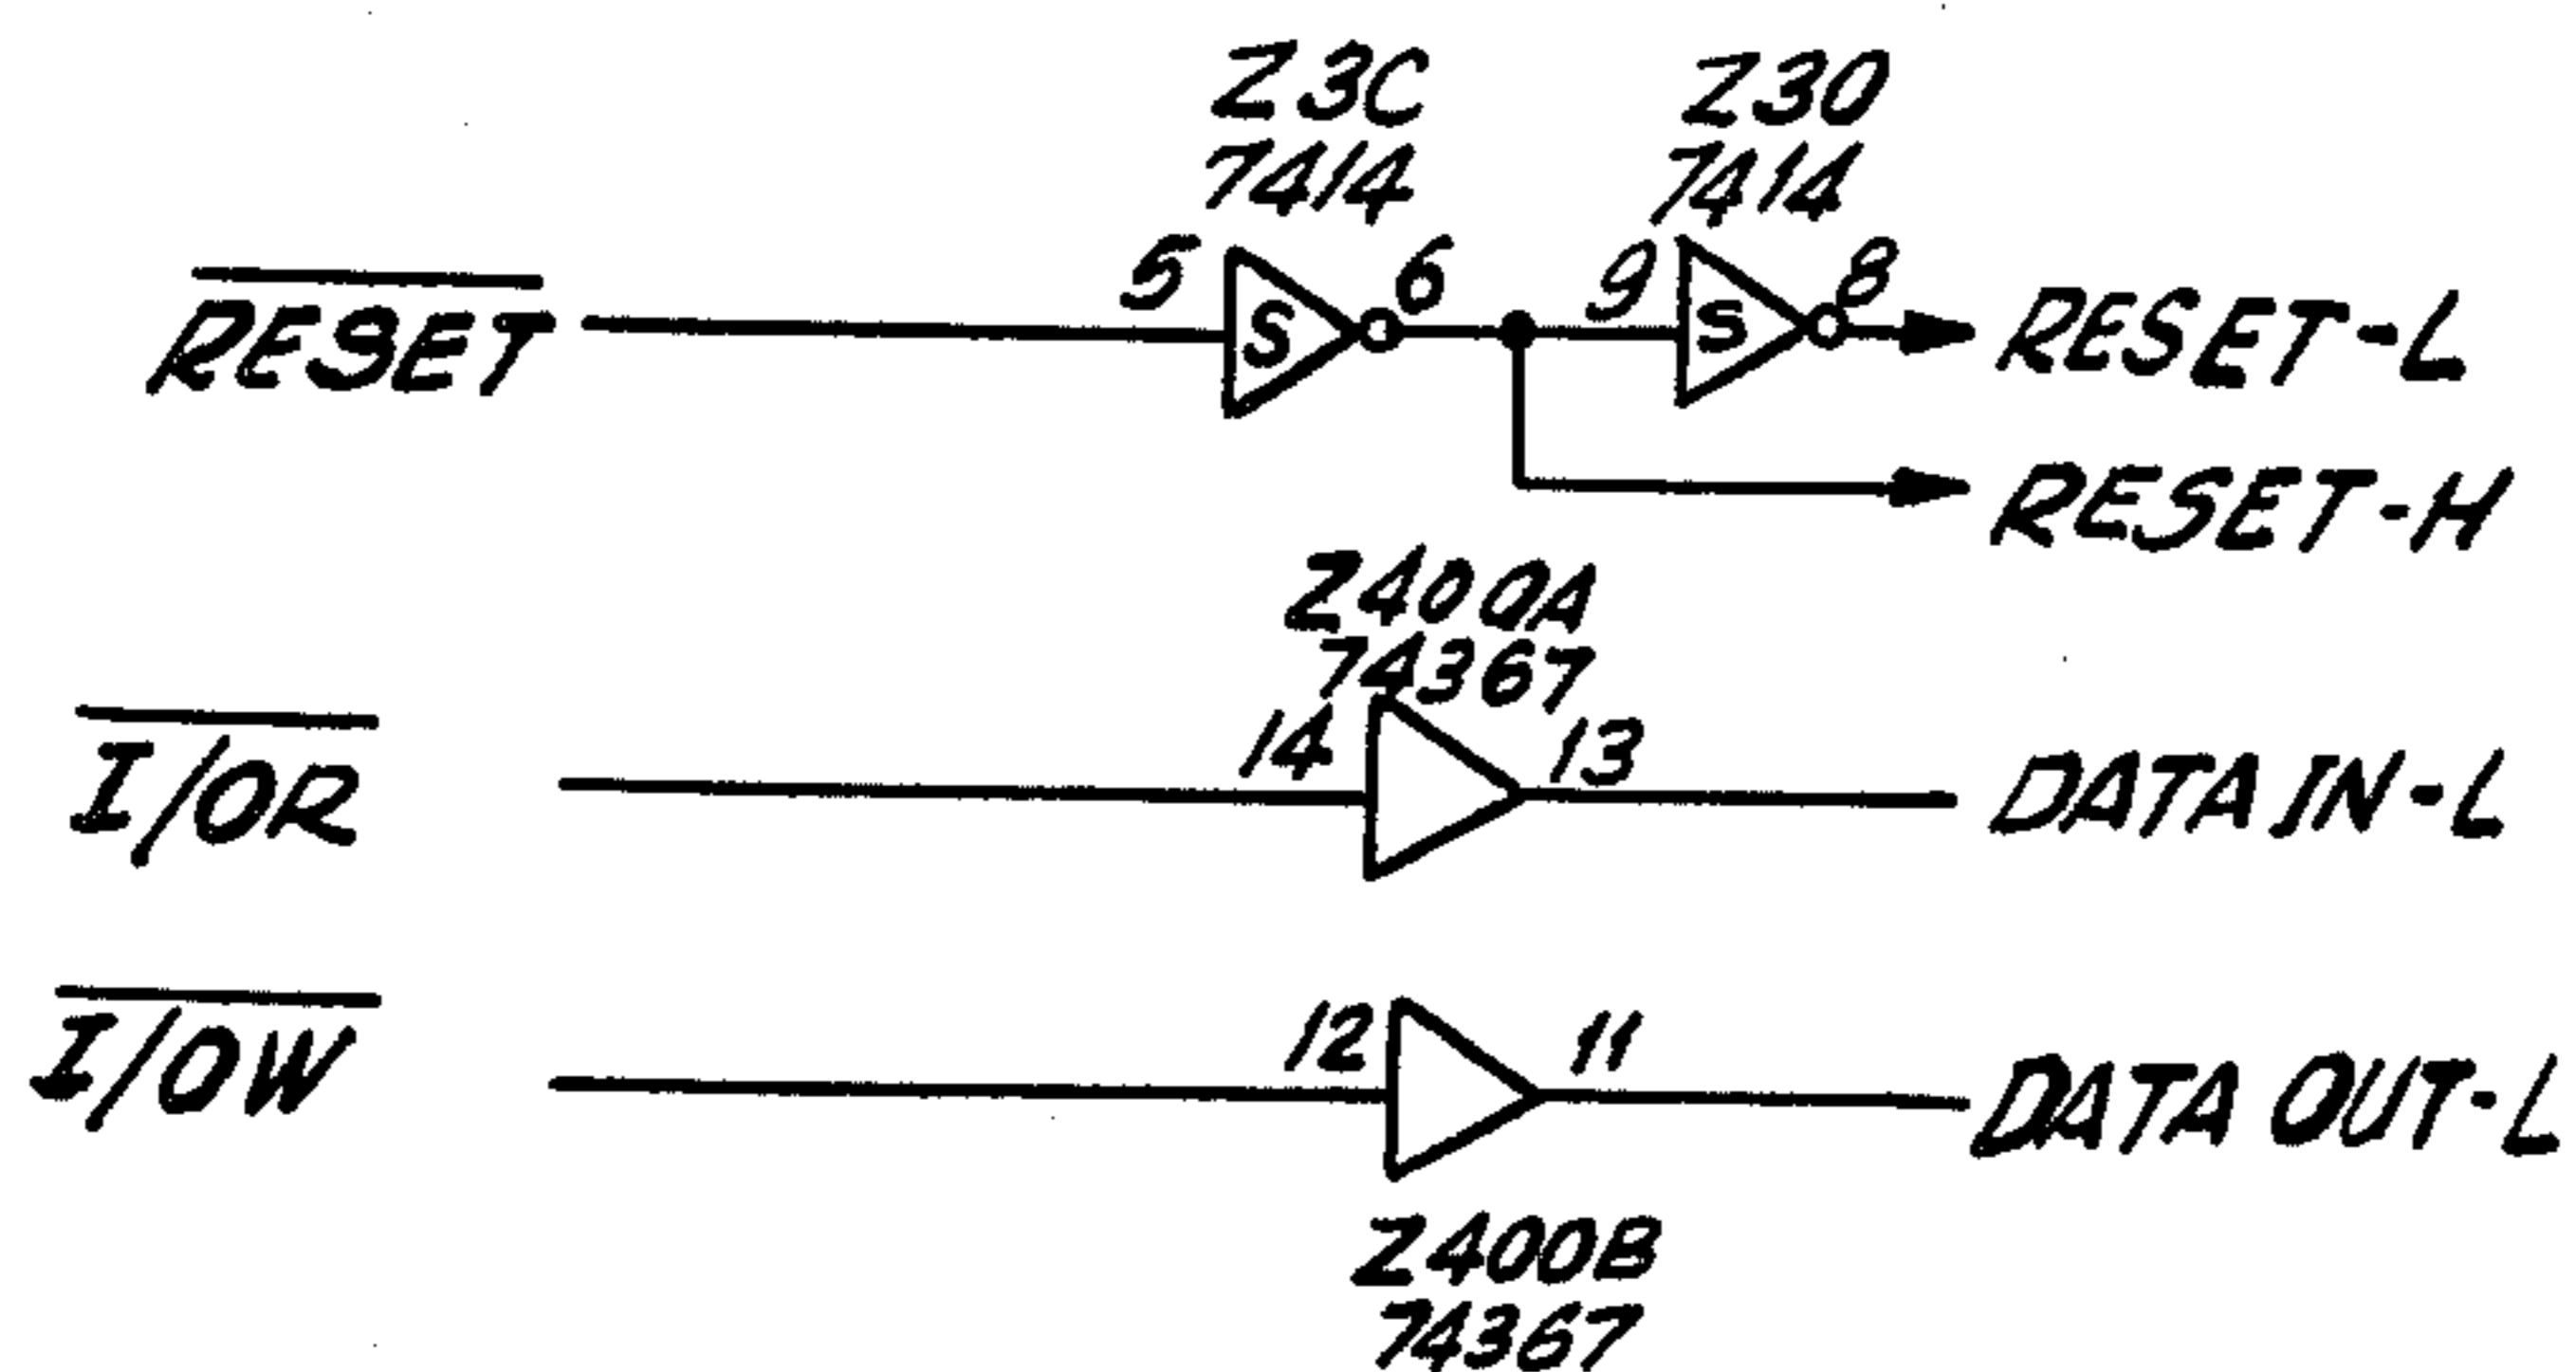 Z3C
7414
Z30
7414
RESET
5
S
6
9
S
8
RESET-L
RESET-H
Z400A
74367
I/OR
14
13
DATA IN-L
I/OW
12
11
DATA OUT-L
Z400B
74367